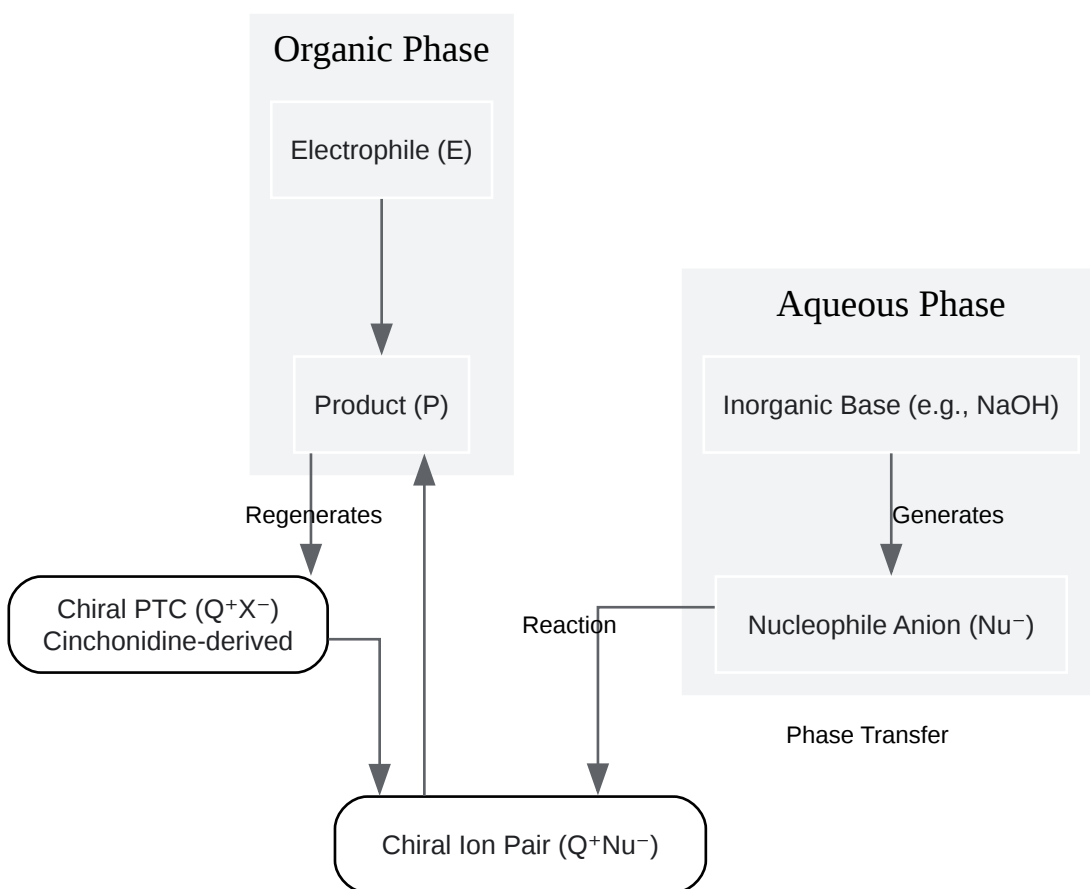 Organic Phase
Electrophile (E)
Aqueous Phase
Product (P)
Inorganic Base (e.g., NaOH)
Regenerates
Generates
Chiral PTC (Q⁺X⁻)
Cinchonidine-derived
Reaction
Nucleophile Anion (Nu⁻)
Phase Transfer
Chiral Ion Pair (Q⁺Nu⁻)